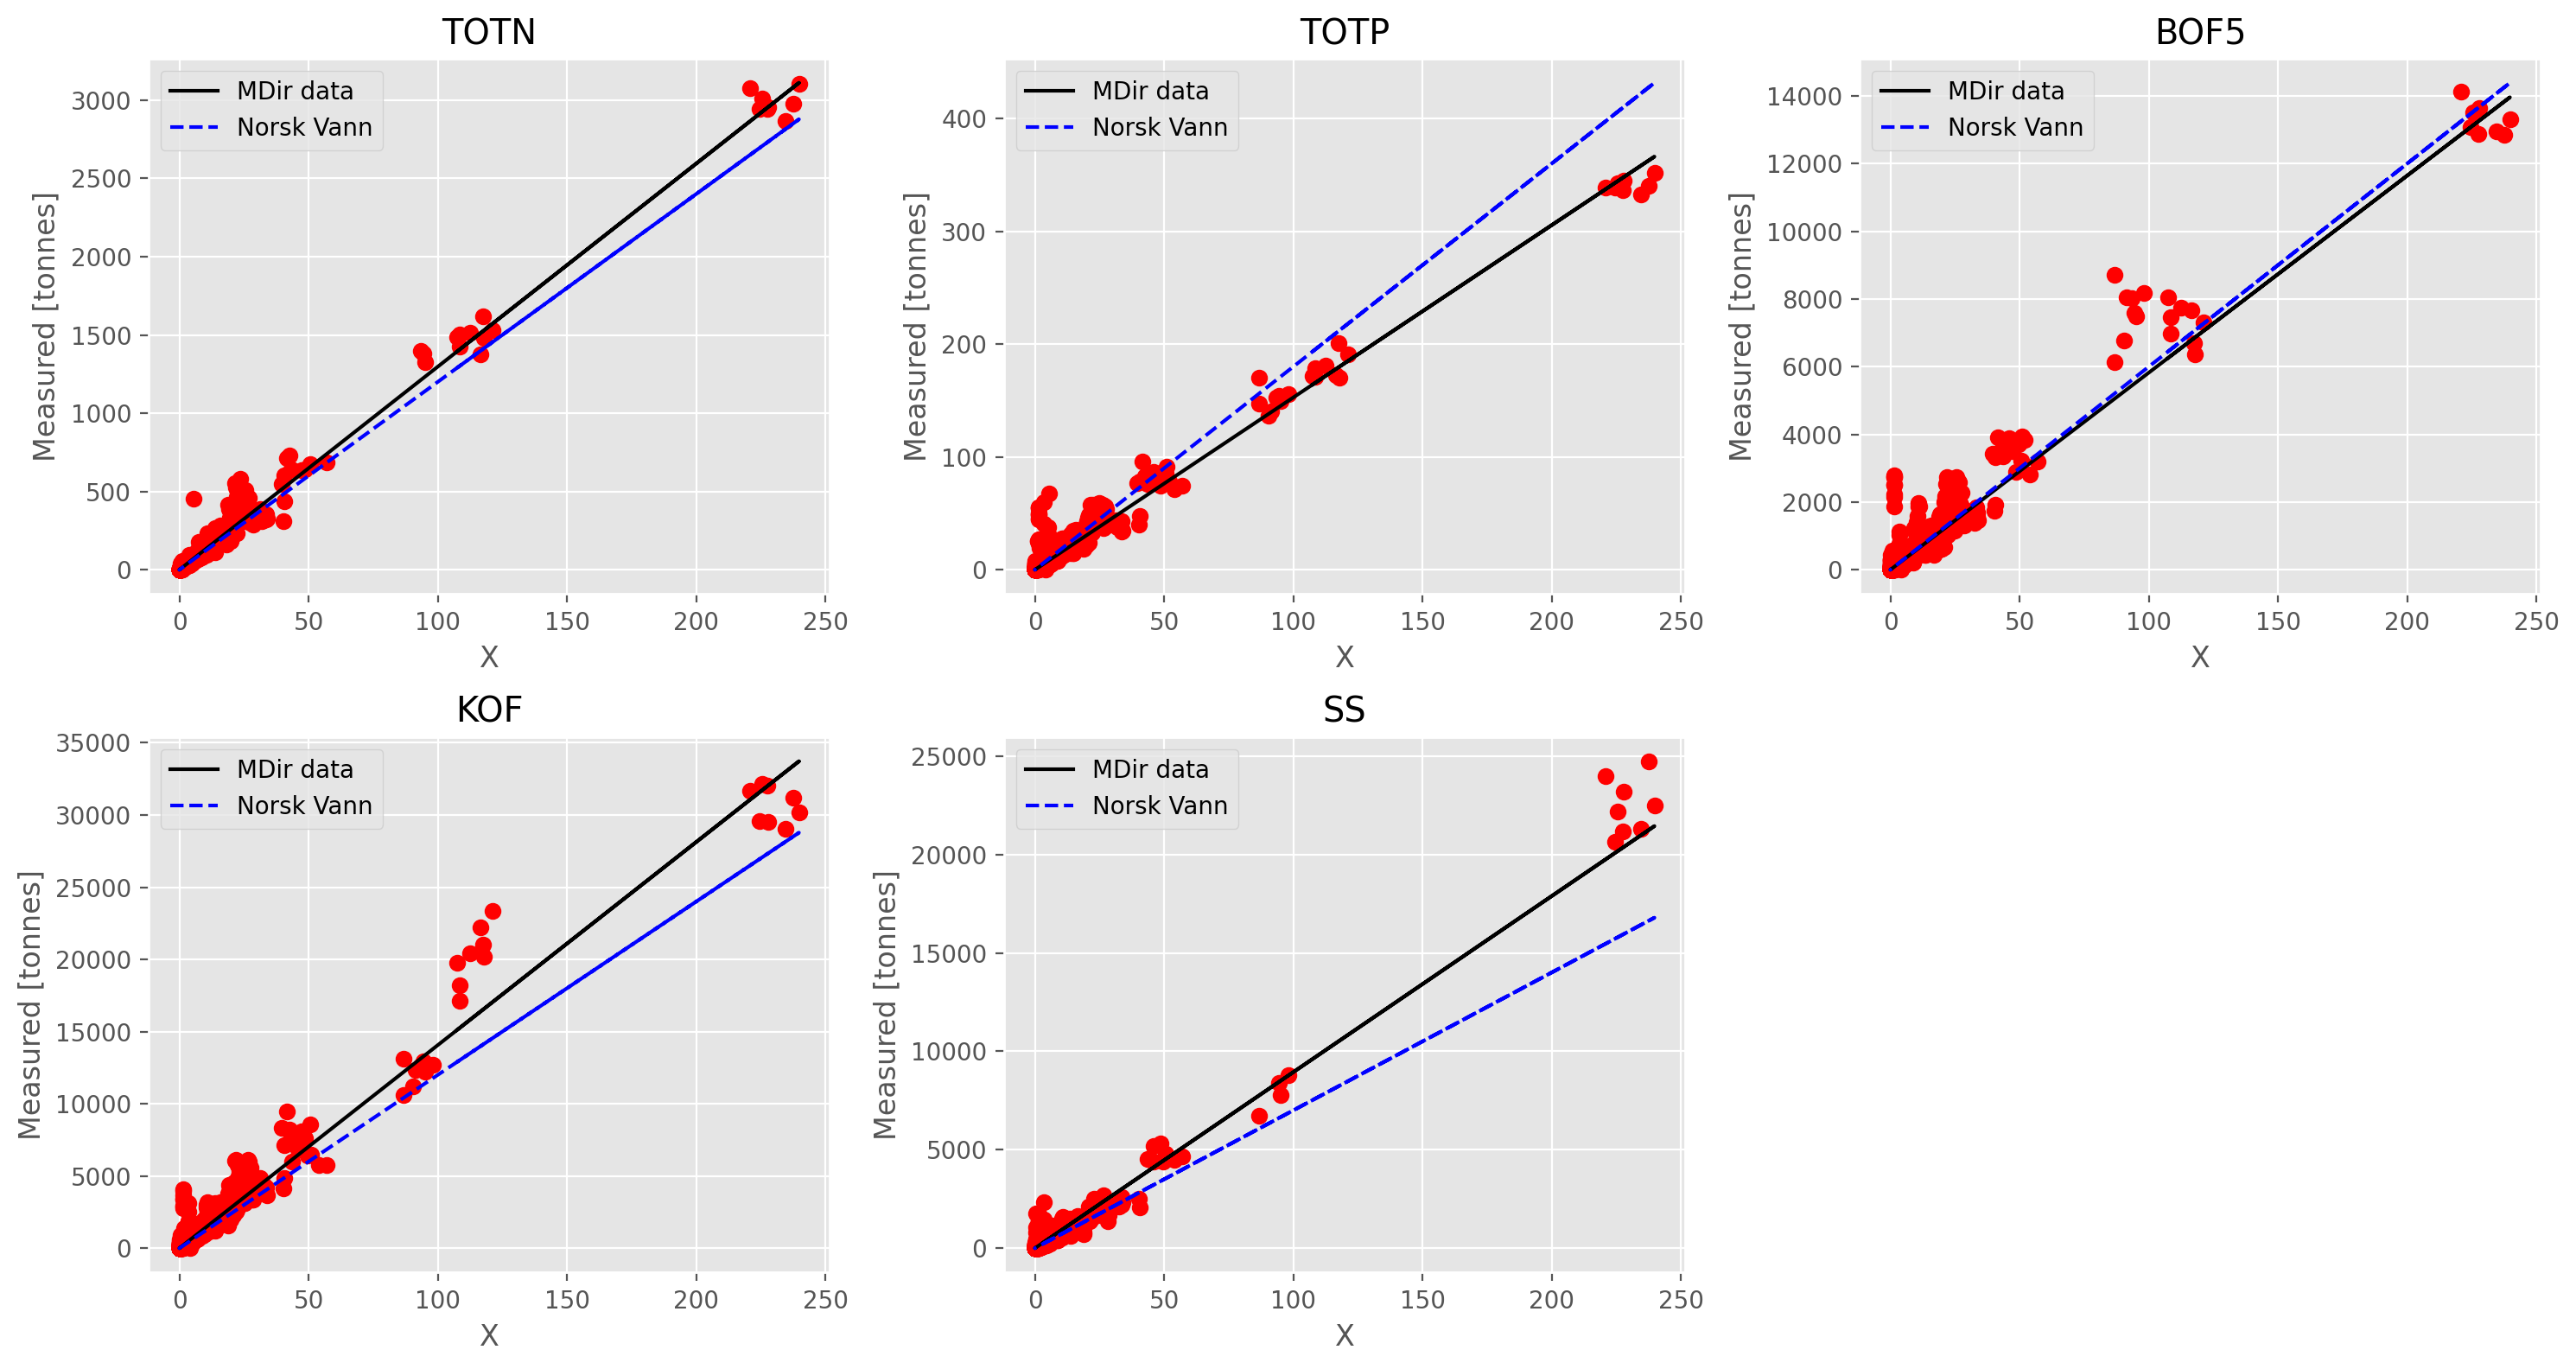 TOTN
MDir data
Norsk Vann
3000
2500
2000
1500
1000
500
0
Measured [tonnes]
0 50 100 150 200 250
X
TOTP
MDir data
Norsk Vann
400
300
200
100
0
Measured [tonnes]
0 50 100 150 200 250
X
BOF5
MDir data
Norsk Vann
14000
12000
10000
8000
6000
4000
2000
0
Measured [tonnes]
0 50 100 150 200 250
X
KOF
MDir data
Norsk Vann
35000
30000
25000
20000
15000
10000
5000
0
Measured [tonnes]
0 50 100 150 200 250
X
SS
MDir data
Norsk Vann
25000
20000
15000
10000
5000
0
Measured [tonnes]
0 50 100 150 200 250
X